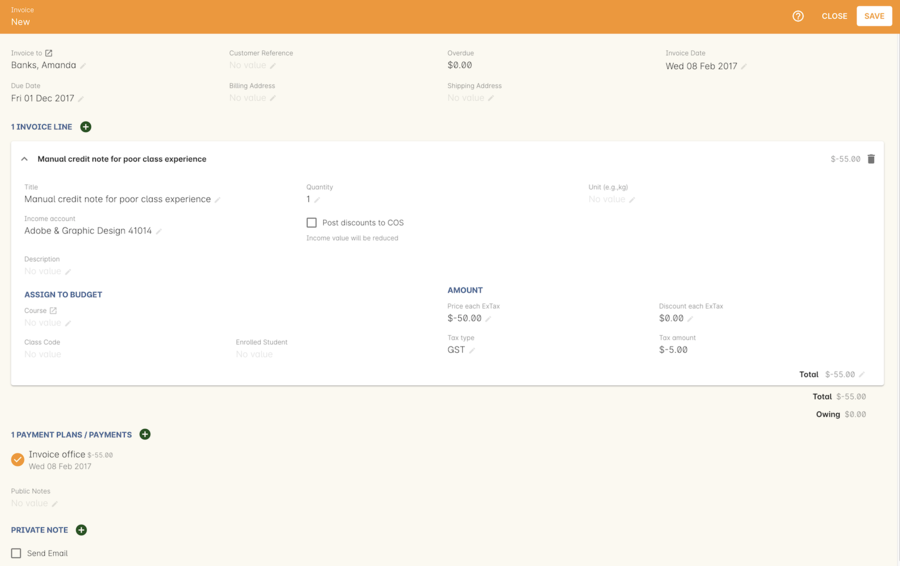 Invoice
New
CLOSE SAVE
Invoice to Customer Reference Overdue Invoice Date
Banks, Amanda No value $0.00 Wed 08 Feb 2017
Due Date Billing Address Shipping Address
Fri 01 Dec 2017 No value No value
1 INVOICE LINE
Manual credit note for poor class experience $-55.00
Title Quantity Unit (e.g.,kg)
Manual credit note for poor class experience 1 No value
Income account
Adobe & Graphic Design 41014 Post discounts to COS
Income value will be reduced
Description
No value
ASSIGN TO BUDGET AMOUNT
Course Price each ExTax Discount each ExTax
No value $-50.00 $0.00
Class Code Enrolled Student Tax type Tax amount
No value No value GST $-5.00
Total $-55.00
Total $-55.00
Owing $0.00
1 PAYMENT PLANS / PAYMENTS
Invoice office $-55.00
Wed 08 Feb 2017
Public Notes
No value
PRIVATE NOTE
Send Email